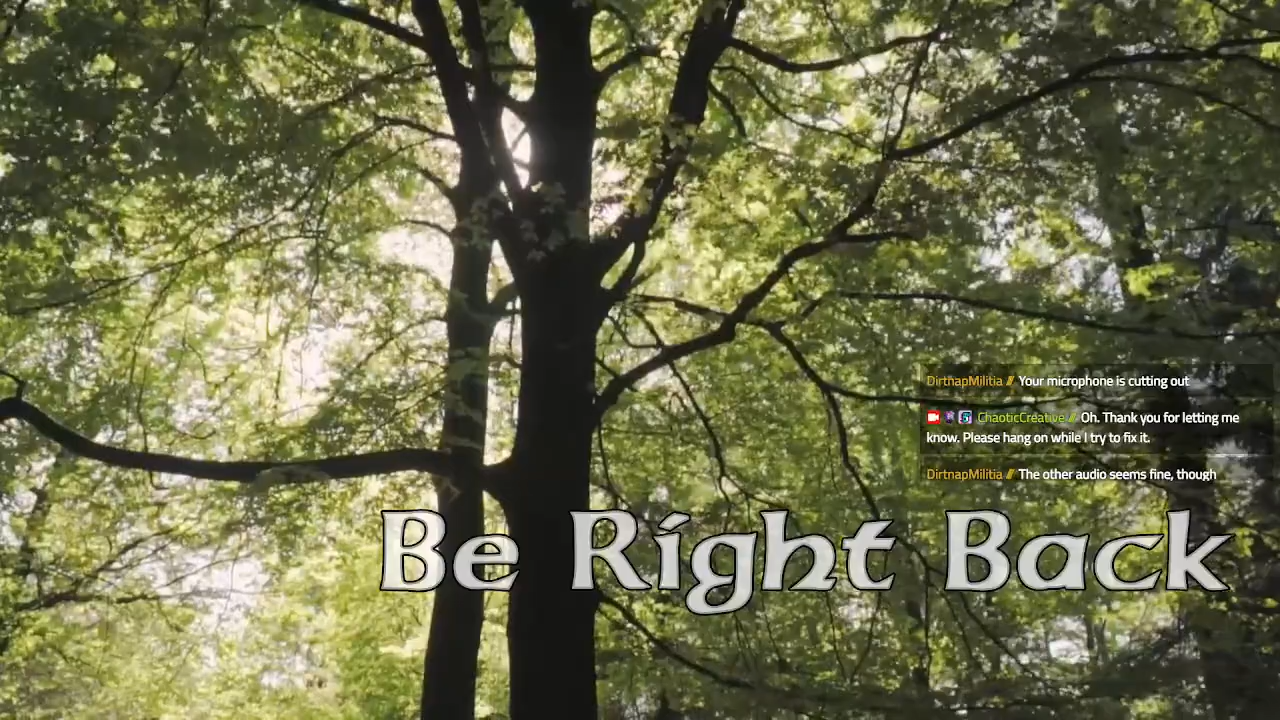 DirtnapMilitia // Your microphone is cutting out
ChaoticCreative // Oh. Thank you for letting me
know. Please hang on while I try to fix it.
DirtnapMilitia // The other audio seems fine, though
Be Right Back